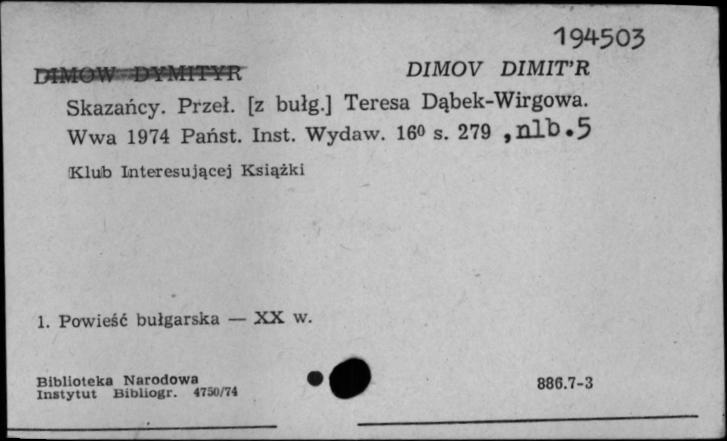 194503
DIMOW DYMITYR DIMOV DIMIT’R
Skazańcy. Przeł. [z bułg.] Teresa Dąbek-Wirgowa.
Wwa 1974 Państ. Inst. Wydaw. 16⁰ s. 279 ,nlb.5
Klub Interesującej Książki
1. Powieść bułgarska — XX w.
Biblioteka Narodowa
Instytut Bibliogr. 4750/74
886.7-3